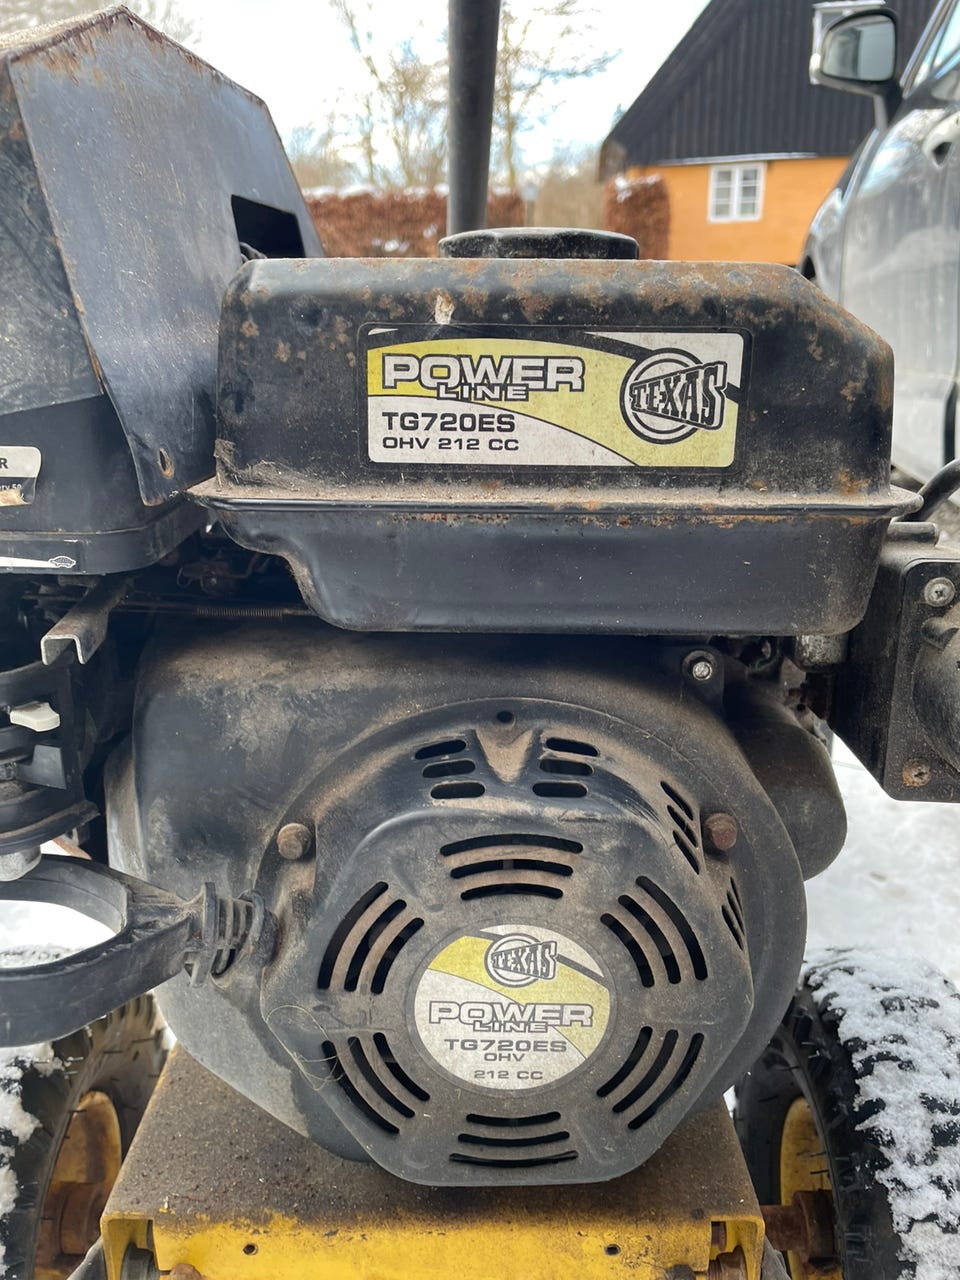 POWER
LINE
TEXAS
TG720ES
OHV 212 CC
R
TEXAS
POWER
LINE
TG720ES
OHV
212 CC